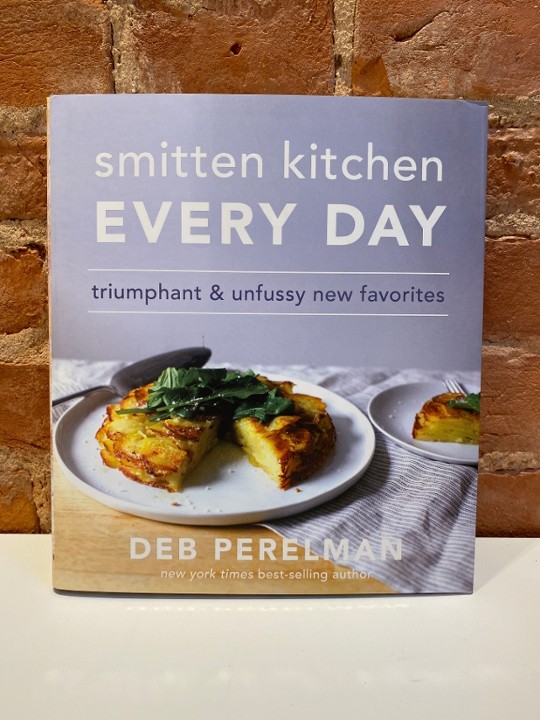 smitten kitchen
EVERY DAY
triumphant & unfussy new favorites
DEB PERELMAN
new york times best-selling author